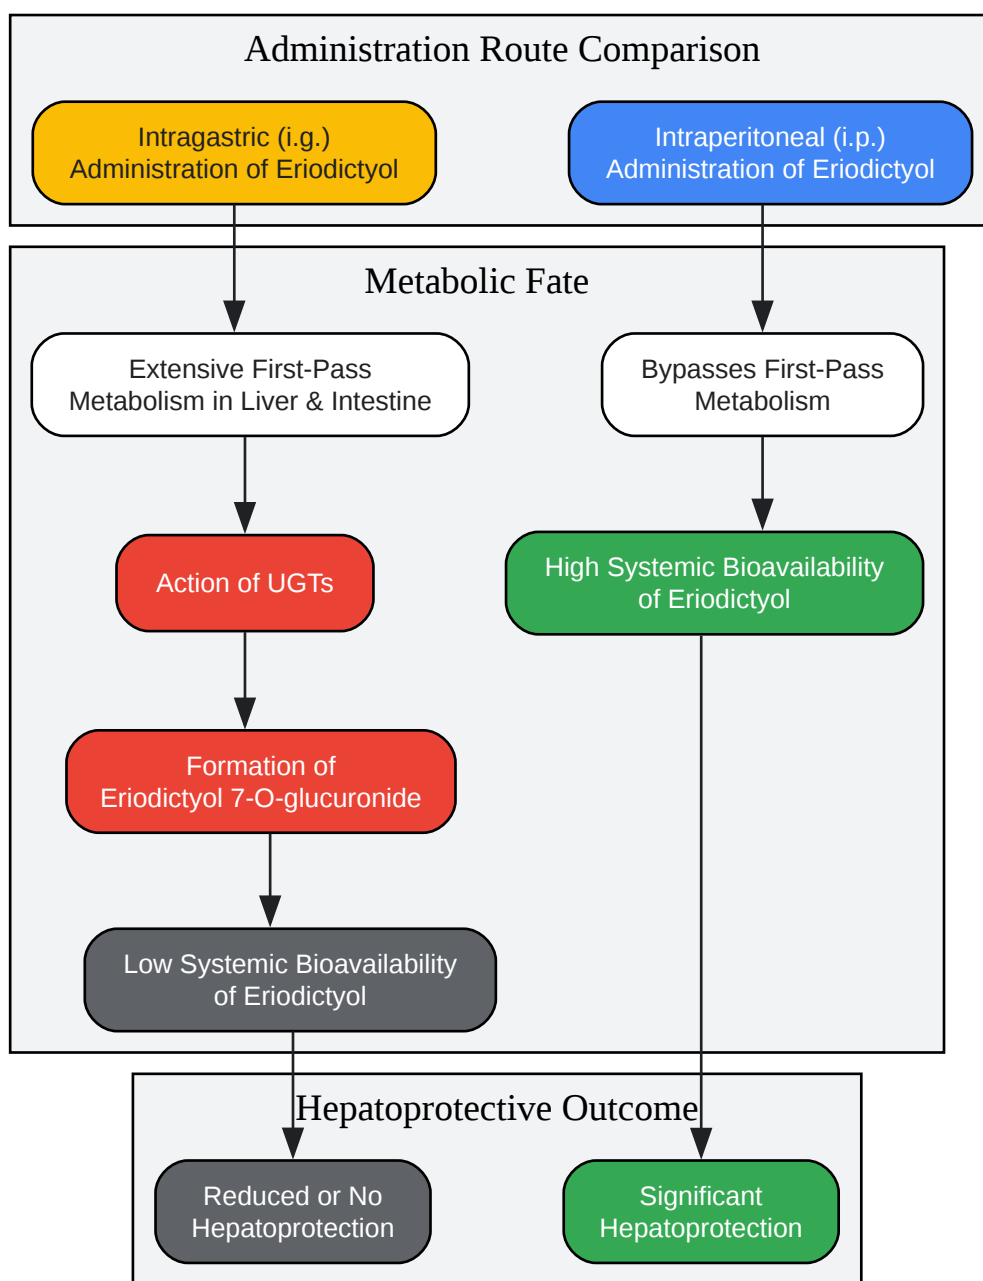 Administration Route Comparison
Intragastric (i.g.)
Administration of Eriodictyol
Intraperitoneal (i.p.)
Administration of Eriodictyol
Metabolic Fate
Extensive First-Pass
Metabolism in Liver & Intestine
Bypasses First-Pass
Metabolism
Action of UGTs
High Systemic Bioavailability
of Eriodictyol
Formation of
Eriodictyol 7-O-glucuronide
Low Systemic Bioavailability
of Eriodictyol
Hepatoprotective Outcome
Reduced or No
Hepatoprotection
Significant
Hepatoprotection